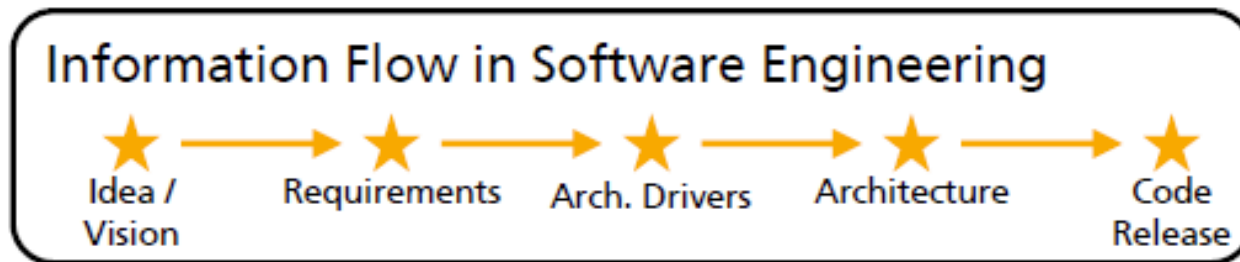 Information Flow in Software Engineering
Idea /
Vision
Requirements
Arch. Drivers
Architecture
Code
Release